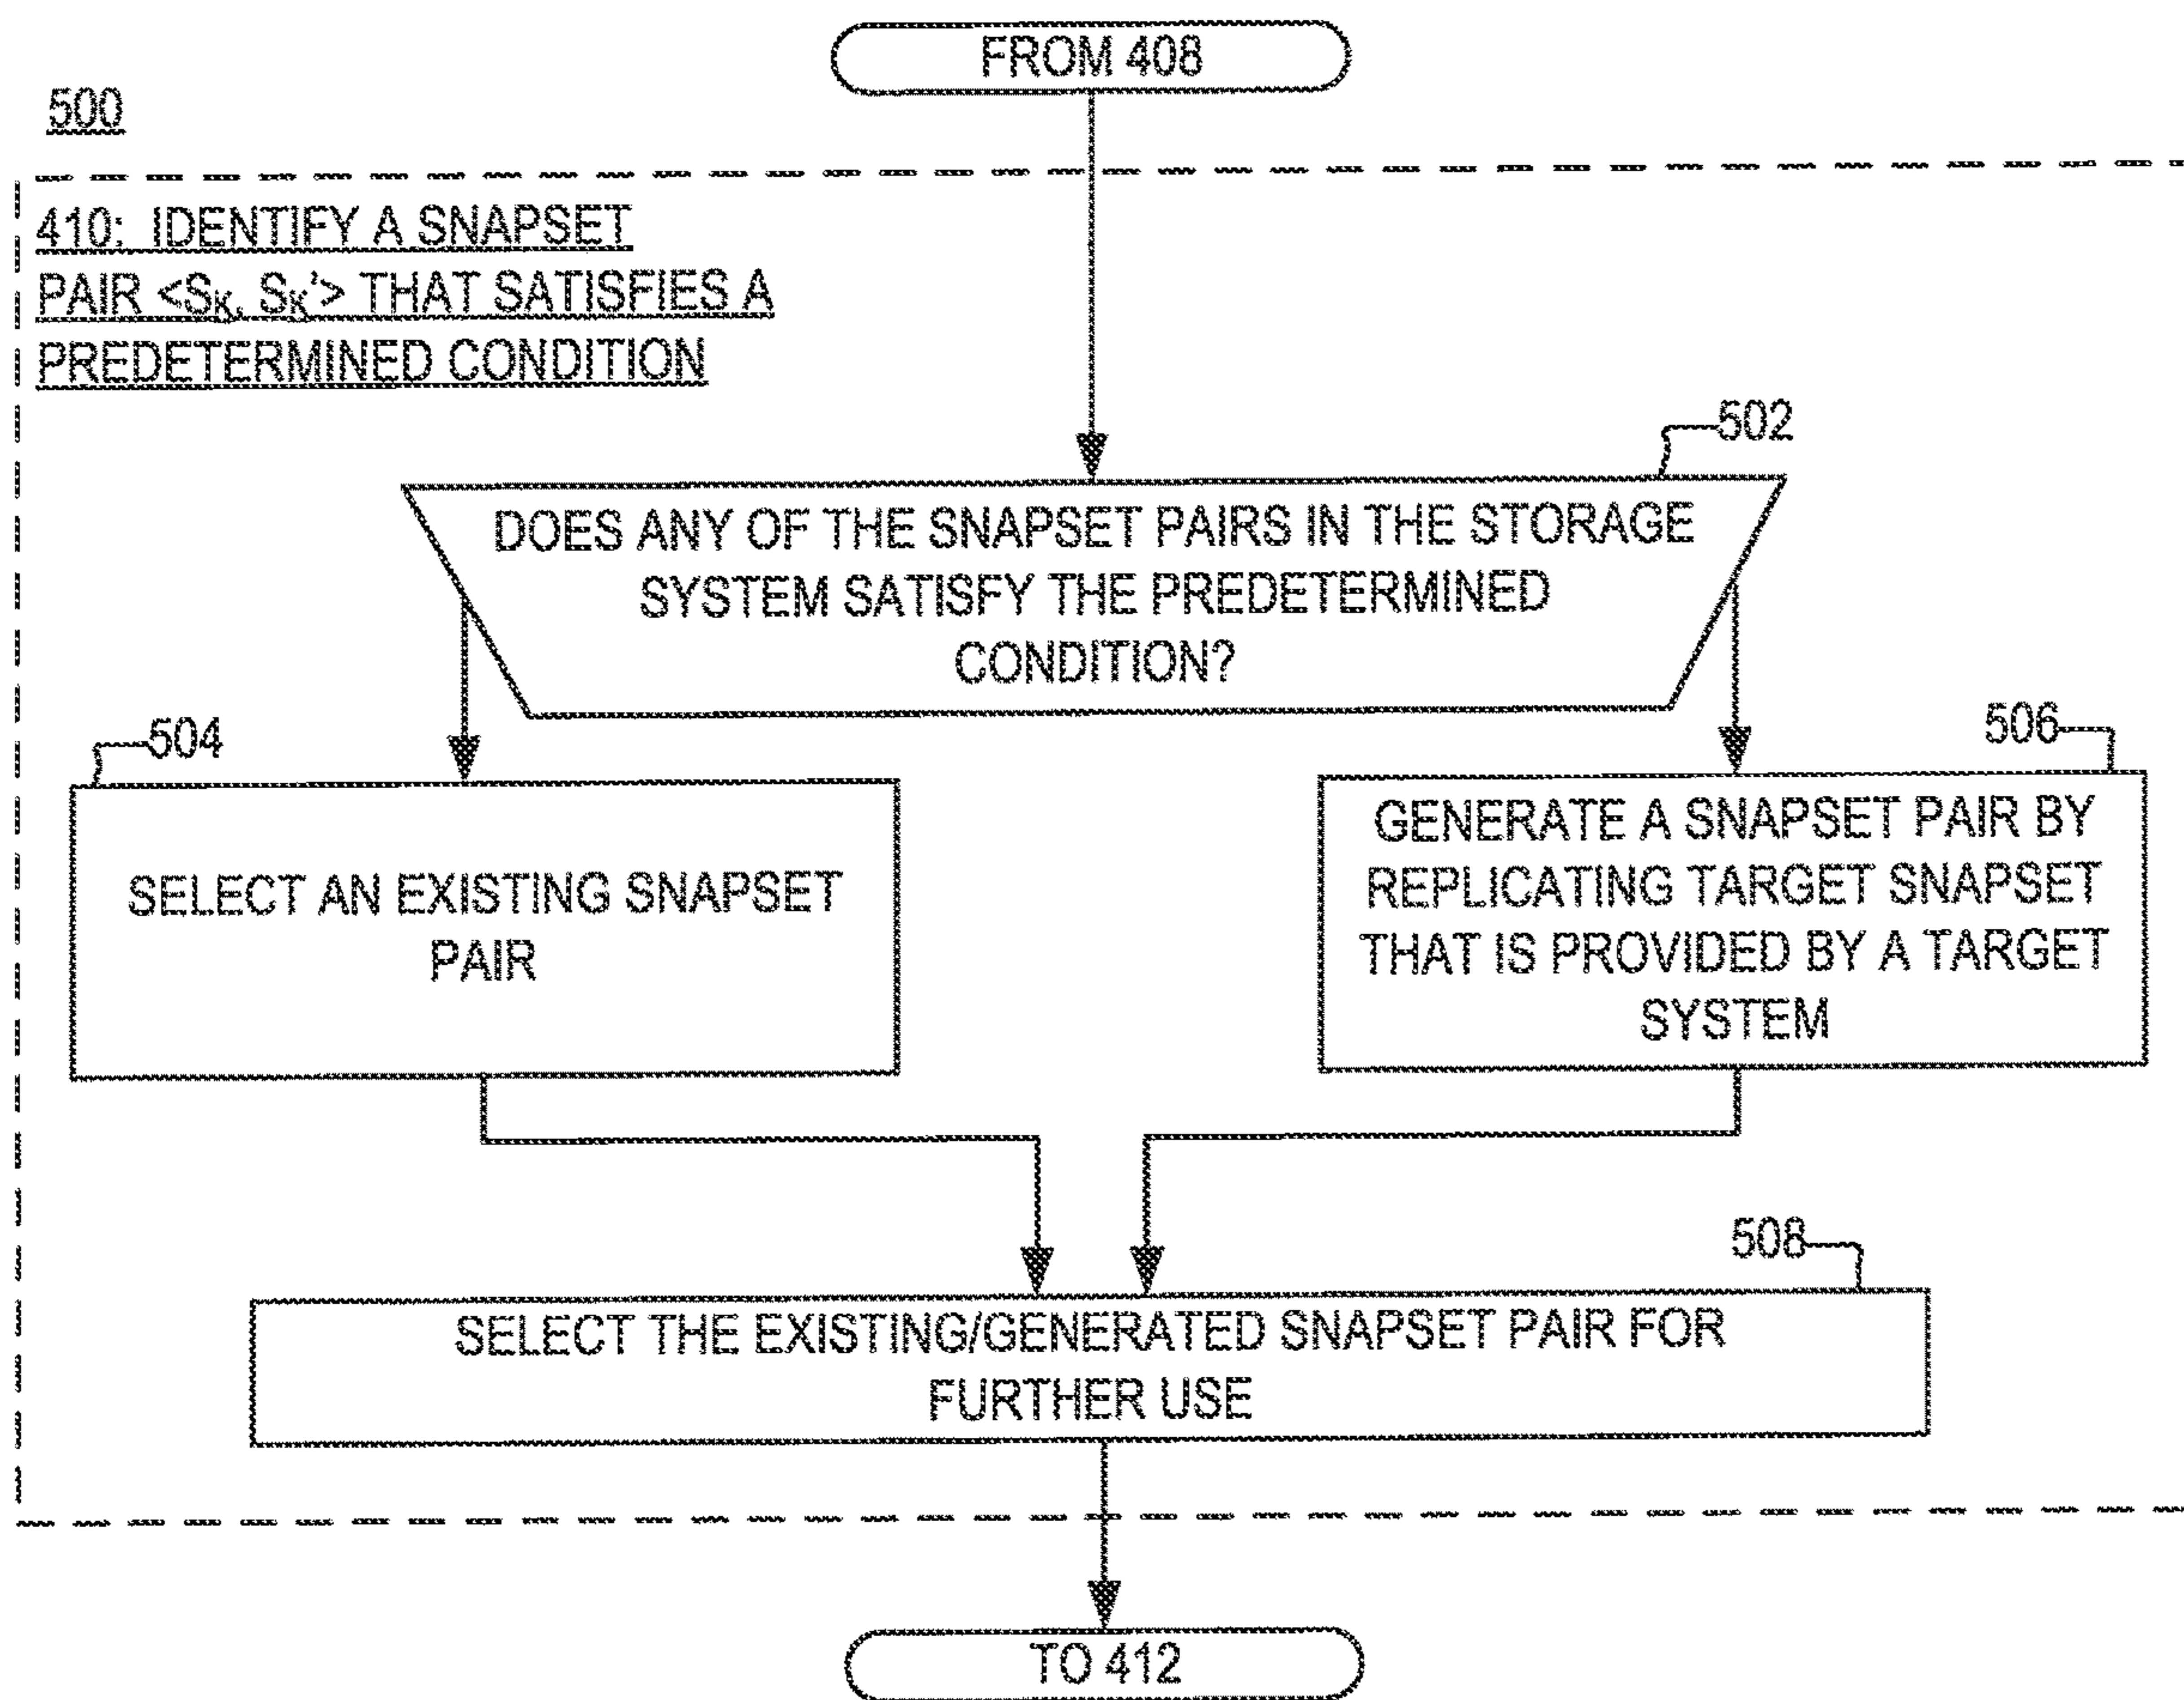 FROM 408
500
410: IDENTIFY A SNAPSET
PAIR <SK, SK'> THAT SATISFIES A
PREDETERMINED CONDITION
502
DOES ANY OF THE SNAPSET PAIRS IN THE STORAGE
SYSTEM SATISFY THE PREDETERMINED
CONDITION?
504
SELECT AN EXISTING SNAPSET
PAIR
506
GENERATE A SNAPSET PAIR BY
REPLICATING TARGET SNAPSET
THAT IS PROVIDED BY A TARGET
SYSTEM
508
SELECT THE EXISTING/GENERATED SNAPSET PAIR FOR
FURTHER USE
TO 412